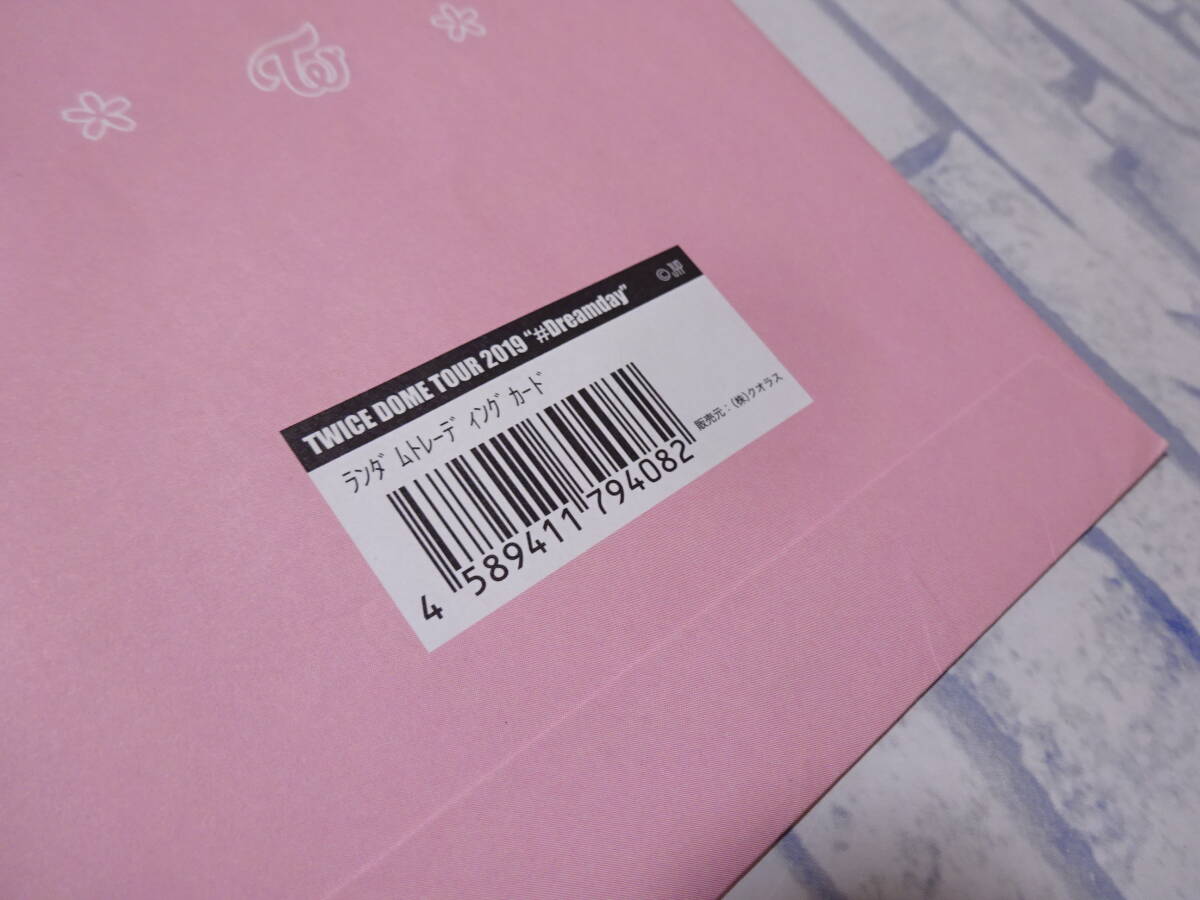 TWICE DOME TOUR 2019 "#Dreamday" ©
ランダムトレーディングカード
4 589411 794082
販売元：(株)クオラス